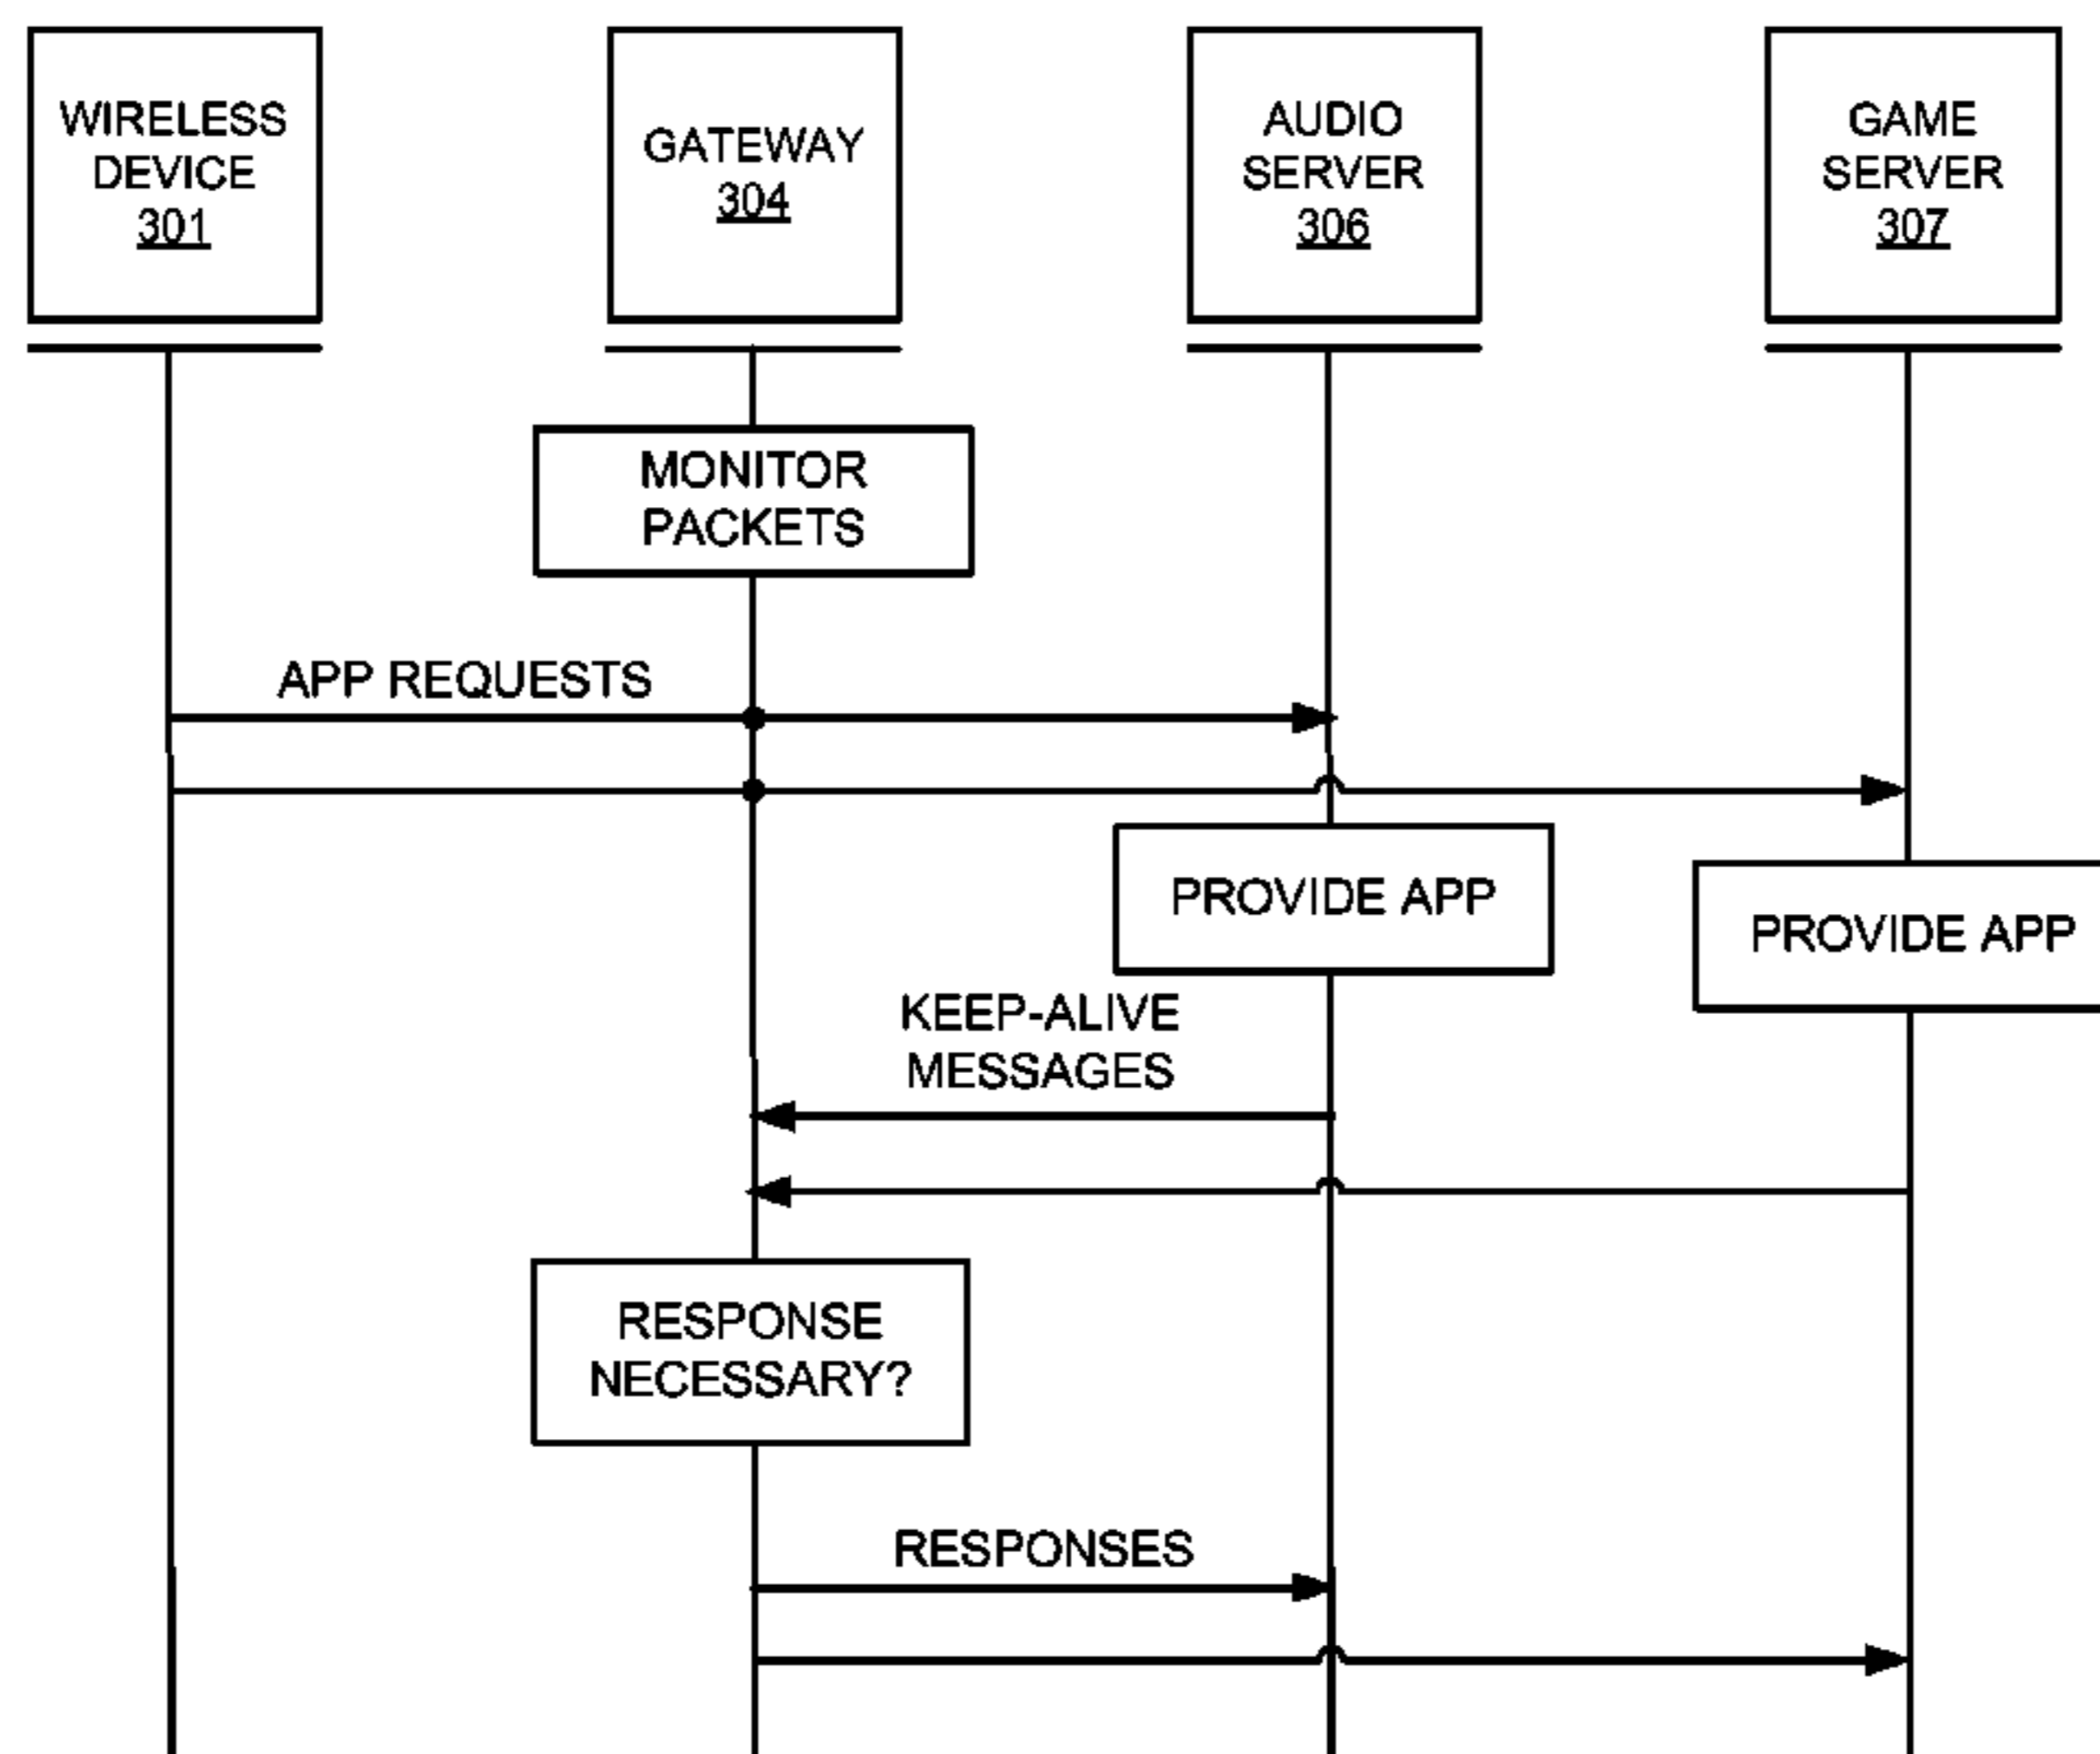 WIRELESS
DEVICE
301
GATEWAY
304
AUDIO
SERVER
306
GAME
SERVER
307
MONITOR
PACKETS
APP REQUESTS
PROVIDE APP
PROVIDE APP
KEEP-ALIVE
MESSAGES
RESPONSE
NECESSARY?
RESPONSES